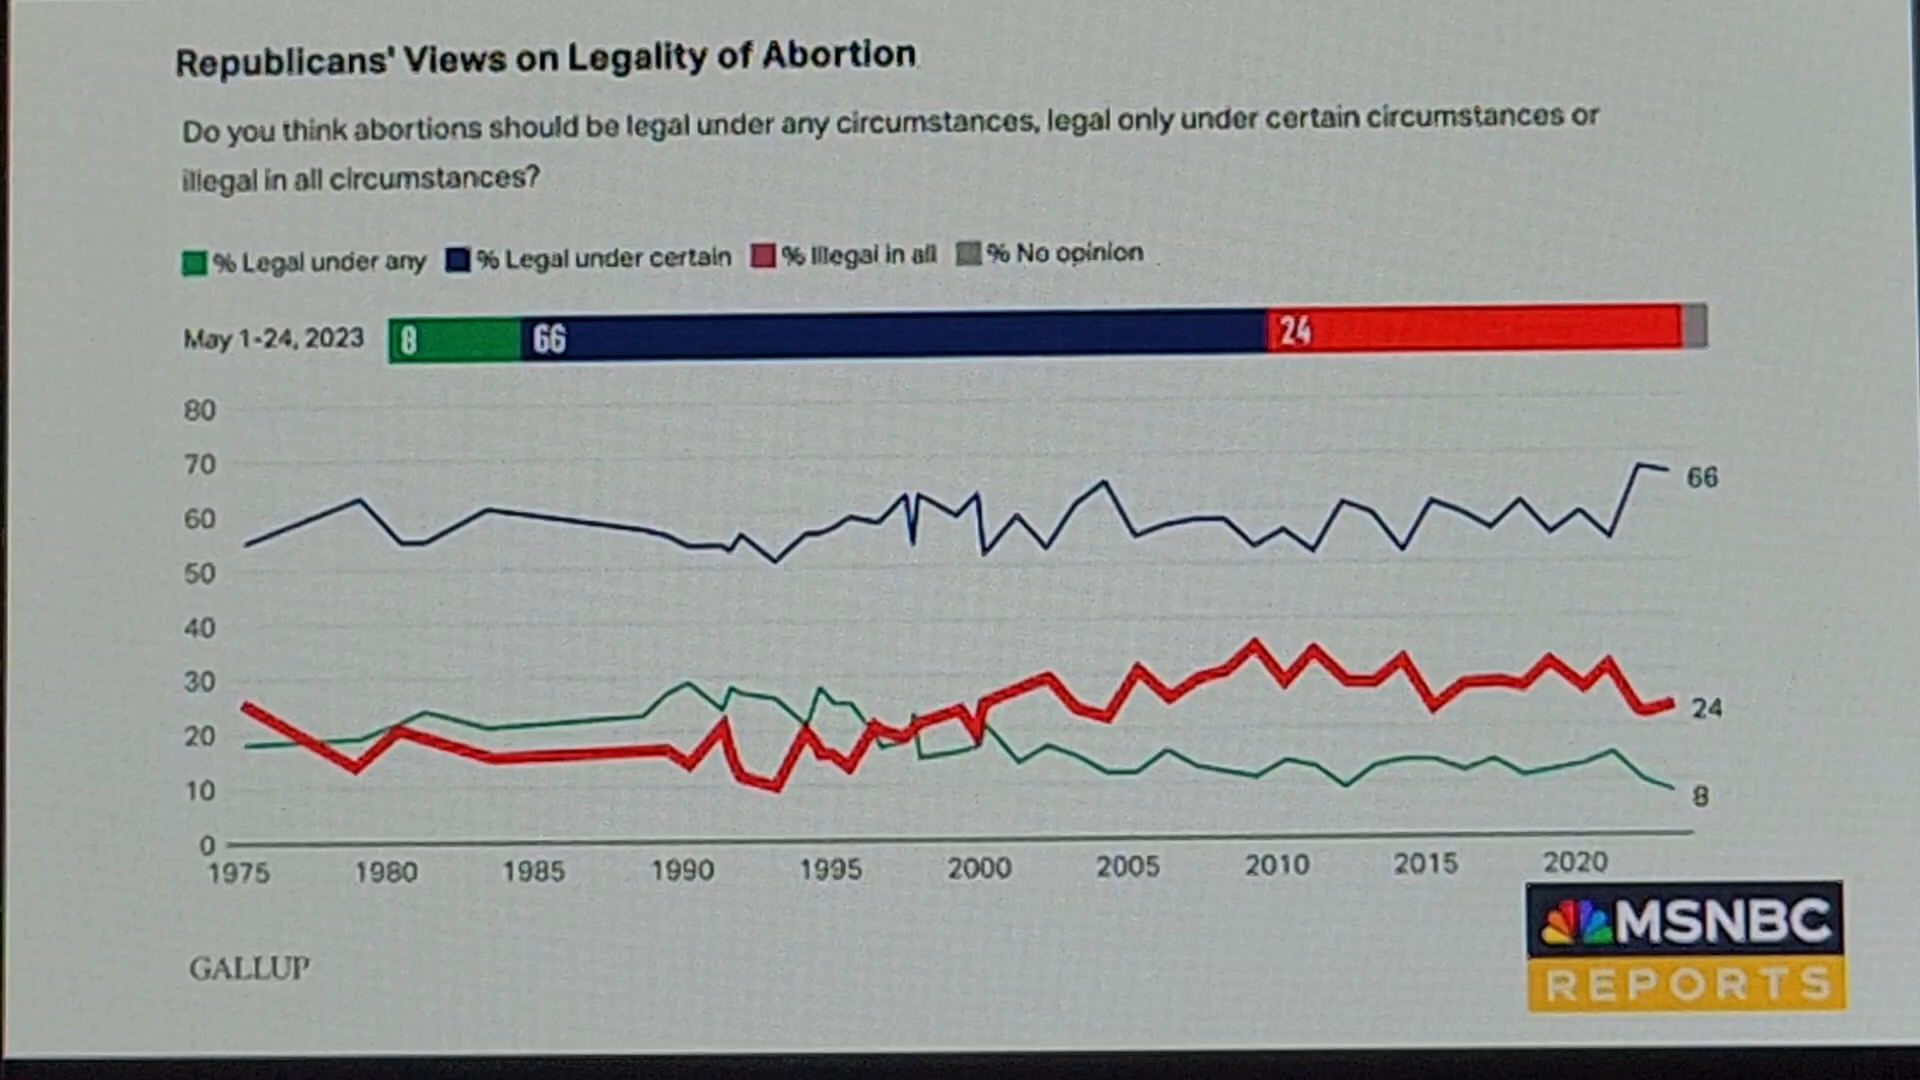 Republicans' Views on Legality of Abortion
Do you think abortions should be legal under any circumstances, legal only under certain circumstances or
illegal in all circumstances?
% Legal under any % Legal under certain % Illegal in all % No opinion
May 1-24, 2023 8 66 24
80
70
66
60
50
40
30
24
20
10
8
0
1975 1980 1985 1990 1995 2000 2005 2010 2015 2020
MSNBC
REPORTS
GALLUP